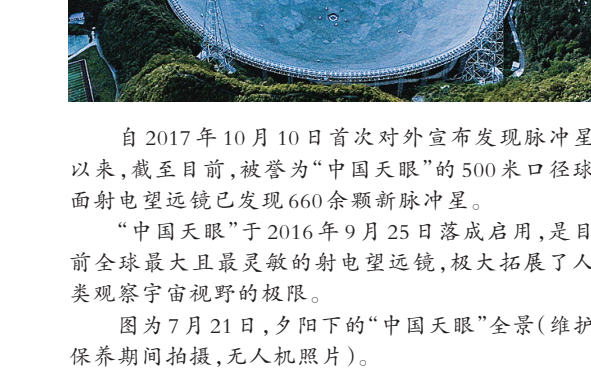 自2017年10月10日首次对外宣布发现脉冲星
以来,截至目前,被誉为“中国天眼”的500米口径球
面射电望远镜已发现660余颗新脉冲星。
“中国天眼”于2016年9月25日落成启用,是目
前全球最大且最灵敏的射电望远镜,极大拓展了人
类观察宇宙视野的极限。
图为7月21日,夕阳下的“中国天眼”全景(维护
保养期间拍摄,无人机照片)。